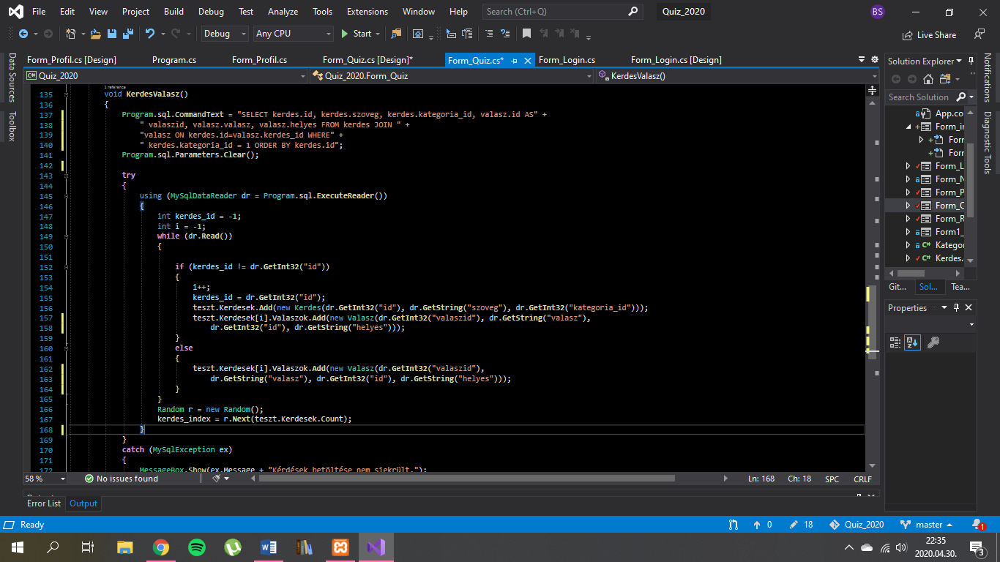 File Edit View Project Build Debug Test Analyze Tools Extensions Window Help Search (Ctrl+Q) Quiz_2020 BS
Debug Any CPU Start Live Share
Form_Profil.cs [Design] Program.cs Form_Profil.cs Form_Quiz.cs [Design]* Form_Quiz.cs* Form_Login.cs Form_Login.cs [Design]
C# Quiz_2020 Quiz_2020.Form_Quiz KerdesValasz()
Data Sources
Toolbox
1 reference
135 void KerdesValasz()
136 {
137 Program.sql.CommandText = "SELECT kerdes.id, kerdes.szoveg, kerdes.kategoria_id, valasz.id AS" +
138 " valaszid, valasz.valasz, valasz.helyes FROM kerdes JOIN " +
139 "valasz ON kerdes.id=valasz.kerdes_id WHERE" +
140 " kerdes.kategoria_id = 1 ORDER BY kerdes.id";
141 Program.sql.Parameters.Clear();
142
143 try
144 {
145 using (MySqlDataReader dr = Program.sql.ExecuteReader())
146 {
147 int kerdes_id = -1;
148 int i = -1;
149 while (dr.Read())
150 {
151
152 if (kerdes_id != dr.GetInt32("id"))
153 {
154 i++;
155 kerdes_id = dr.GetInt32("id");
156 teszt.Kerdesek.Add(new Kerdes(dr.GetInt32("id"), dr.GetString("szoveg"), dr.GetInt32("kategoria_id")));
157 teszt.Kerdesek[i].Valaszok.Add(new Valasz(dr.GetInt32("valaszid"), dr.GetString("valasz"),
158 dr.GetInt32("id"), dr.GetString("helyes")));
159 }
160 else
161 {
162 teszt.Kerdesek[i].Valaszok.Add(new Valasz(dr.GetInt32("valaszid"),
163 dr.GetString("valasz"), dr.GetInt32("id"), dr.GetString("helyes")));
164 }
165 }
166 Random r = new Random();
167 kerdes_index = r.Next(teszt.Kerdesek.Count);
168 }
169 }
170 catch (MySqlException ex)
171 {
172 MessageBox.Show(ex.Message + "Kérdések betöltése nem sikerült.");
58 % No issues found Ln: 168 Ch: 18 SPC CRLF
Error List Output
Solution Explorer
Search Solution
App.co
Form_in
Forr
Forr
Form_L
Form_N
Form_P
Form_Q
Form_R
Form1_
C# Katego
C# Kerdes.
Git... Sol... Tea...
Properties
Notifications
Diagnostic Tools
Ready 0 18 Quiz_2020 master 1
22:35
2020.04.30.
3